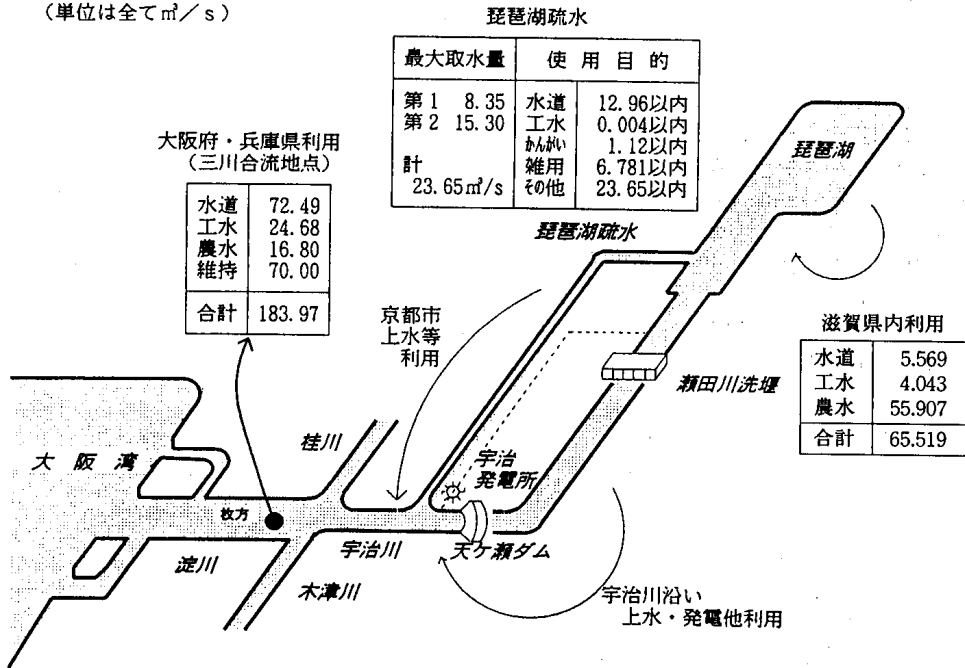 (単位は全て㎥/s)
琵琶湖疏水
最大取水量 使用目的
第1 8.35 水道 12.96以内
第2 15.30 工水 0.004以内
かんがい 1.12以内
計 雑用 6.781以内
23.65㎥/s その他 23.65以内
大阪府・兵庫県利用
(三川合流地点)
水道 72.49
工水 24.68
農水 16.80
維持 70.00
合計 183.97
琵琶湖
琵琶湖疏水
京都市
上水等
利用
滋賀県内利用
水道 5.569
工水 4.043
農水 55.907
合計 65.519
瀬田川洗堰
桂川
宇治
発電所
大阪湾
枚方
淀川
宇治川
天ケ瀬ダム
木津川
宇治川沿い
上水・発電他利用